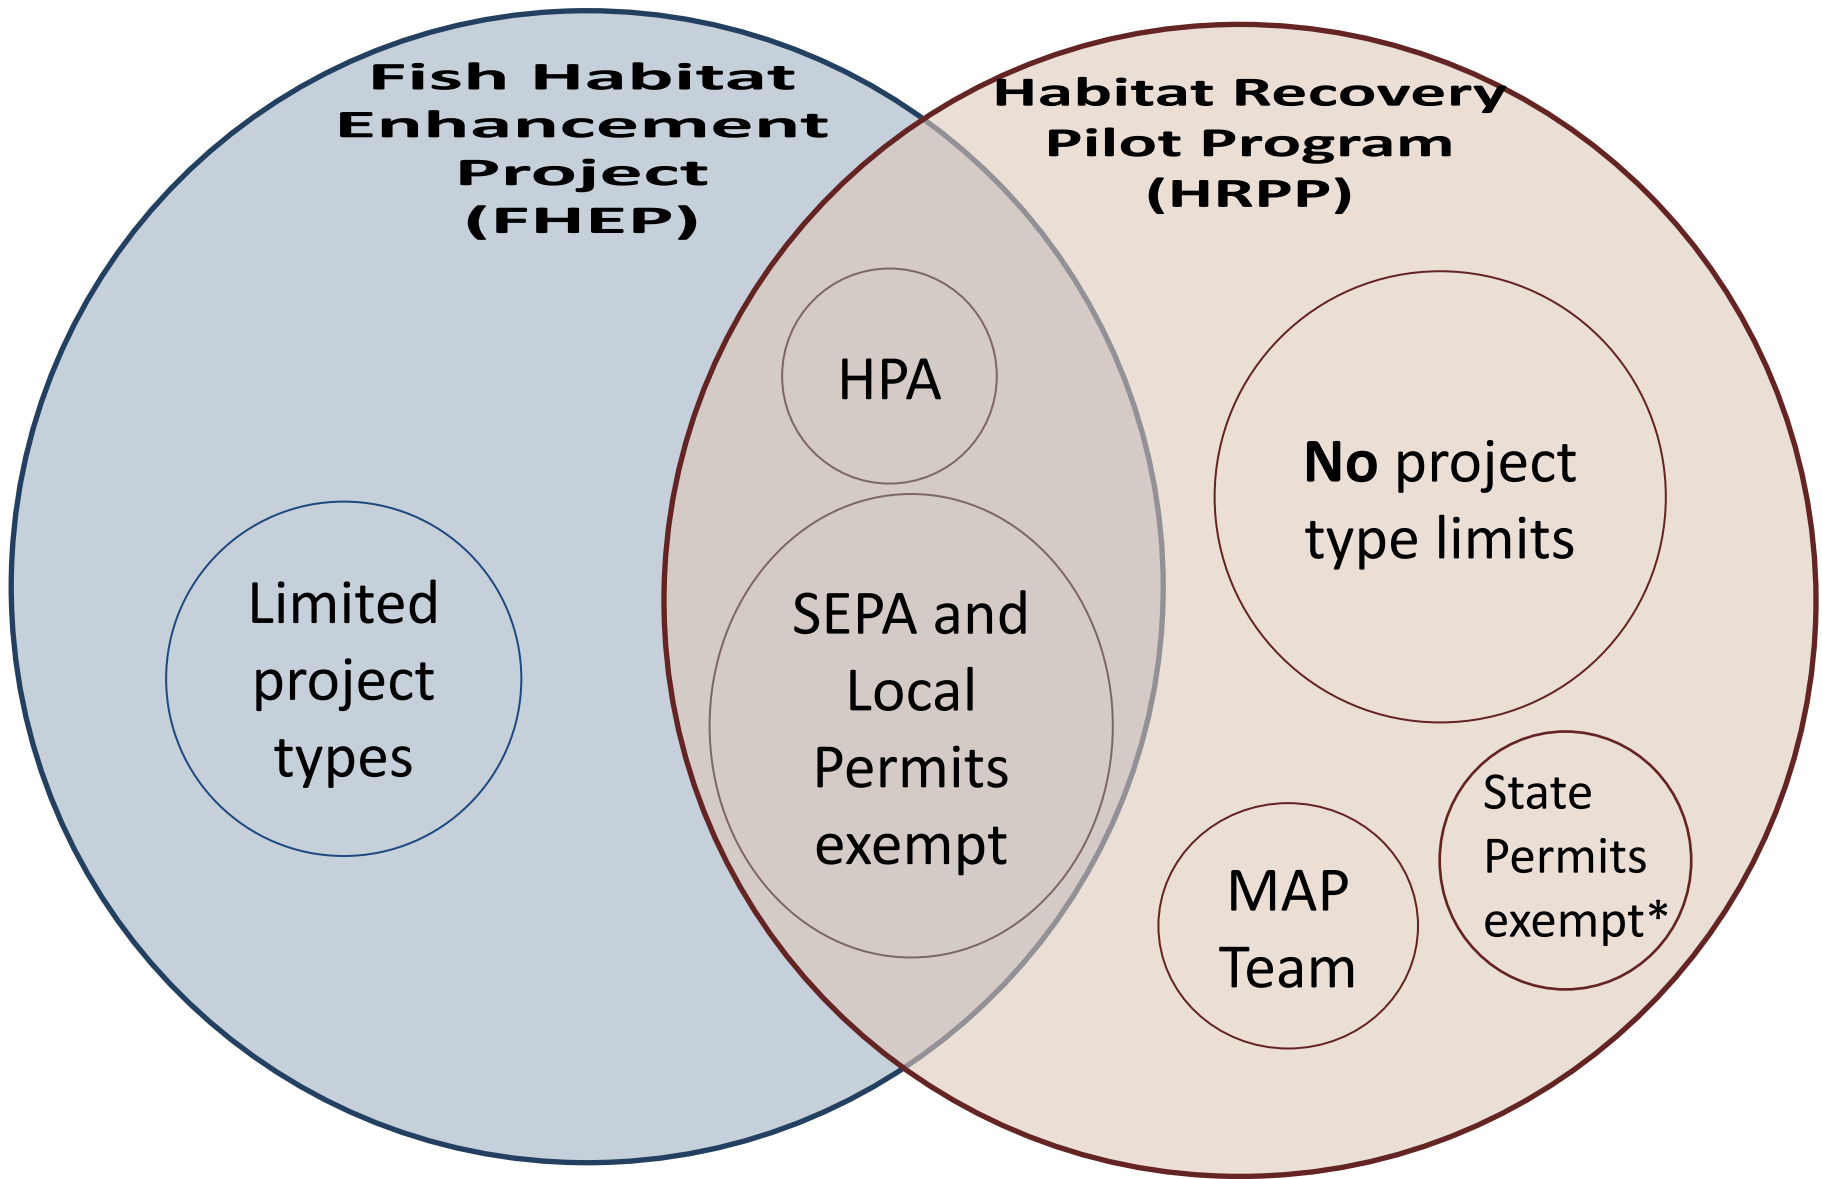 Fish Habitat
Enhancement
Project
(FHEP)
Habitat Recovery
Pilot Program
(HRPP)
HPA
SEPA and
Local
Permits
exempt
Limited
project
types
No project
type limits
State
Permits
exempt*
MAP
Team